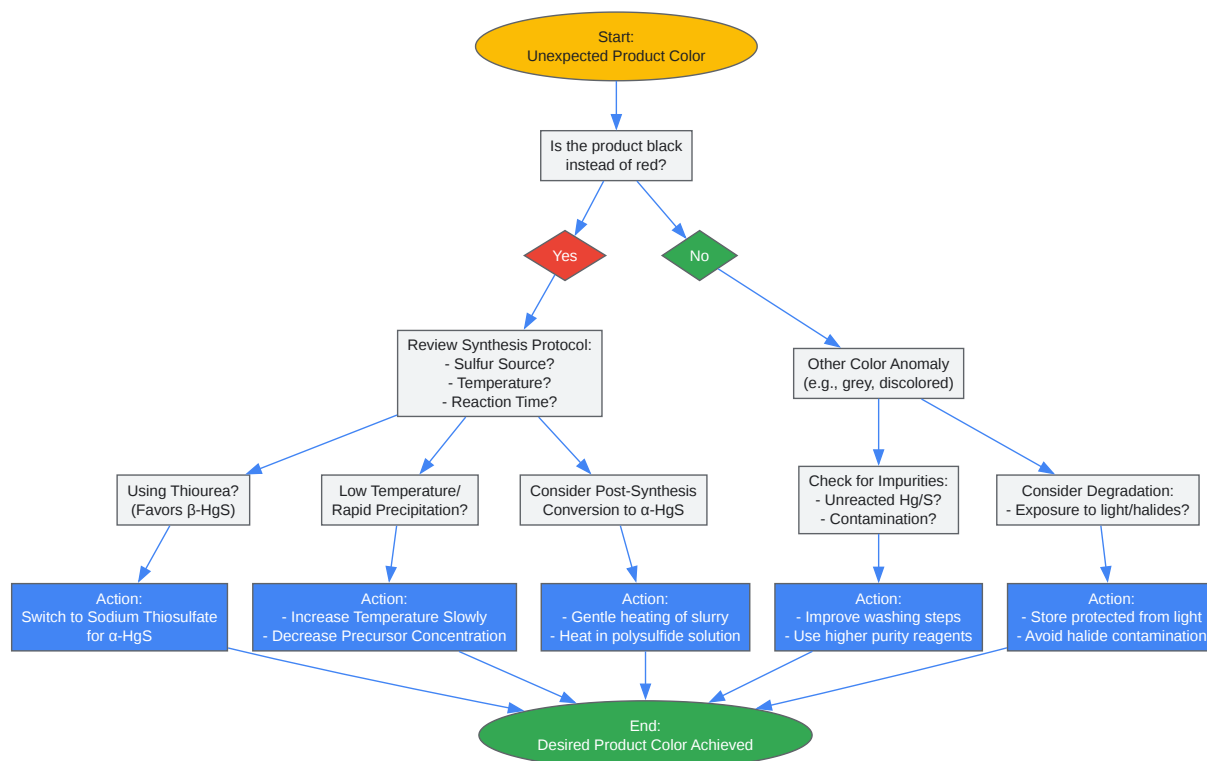 Start:
Unexpected Product Color
Is the product black
instead of red?
Yes
No
Review Synthesis Protocol:
- Sulfur Source?
- Temperature?
- Reaction Time?
Other Color Anomaly
(e.g., grey, discolored)
Using Thiourea?
(Favors β-HgS)
Low Temperature/
Rapid Precipitation?
Consider Post-Synthesis
Conversion to α-HgS
Check for Impurities:
- Unreacted Hg/S?
- Contamination?
Consider Degradation:
- Exposure to light/halides?
Action:
Switch to Sodium Thiosulfate
for α-HgS
Action:
- Increase Temperature Slowly
- Decrease Precursor Concentration
Action:
- Gentle heating of slurry
- Heat in polysulfide solution
Action:
- Improve washing steps
- Use higher purity reagents
Action:
- Store protected from light
- Avoid halide contamination
End:
Desired Product Color Achieved